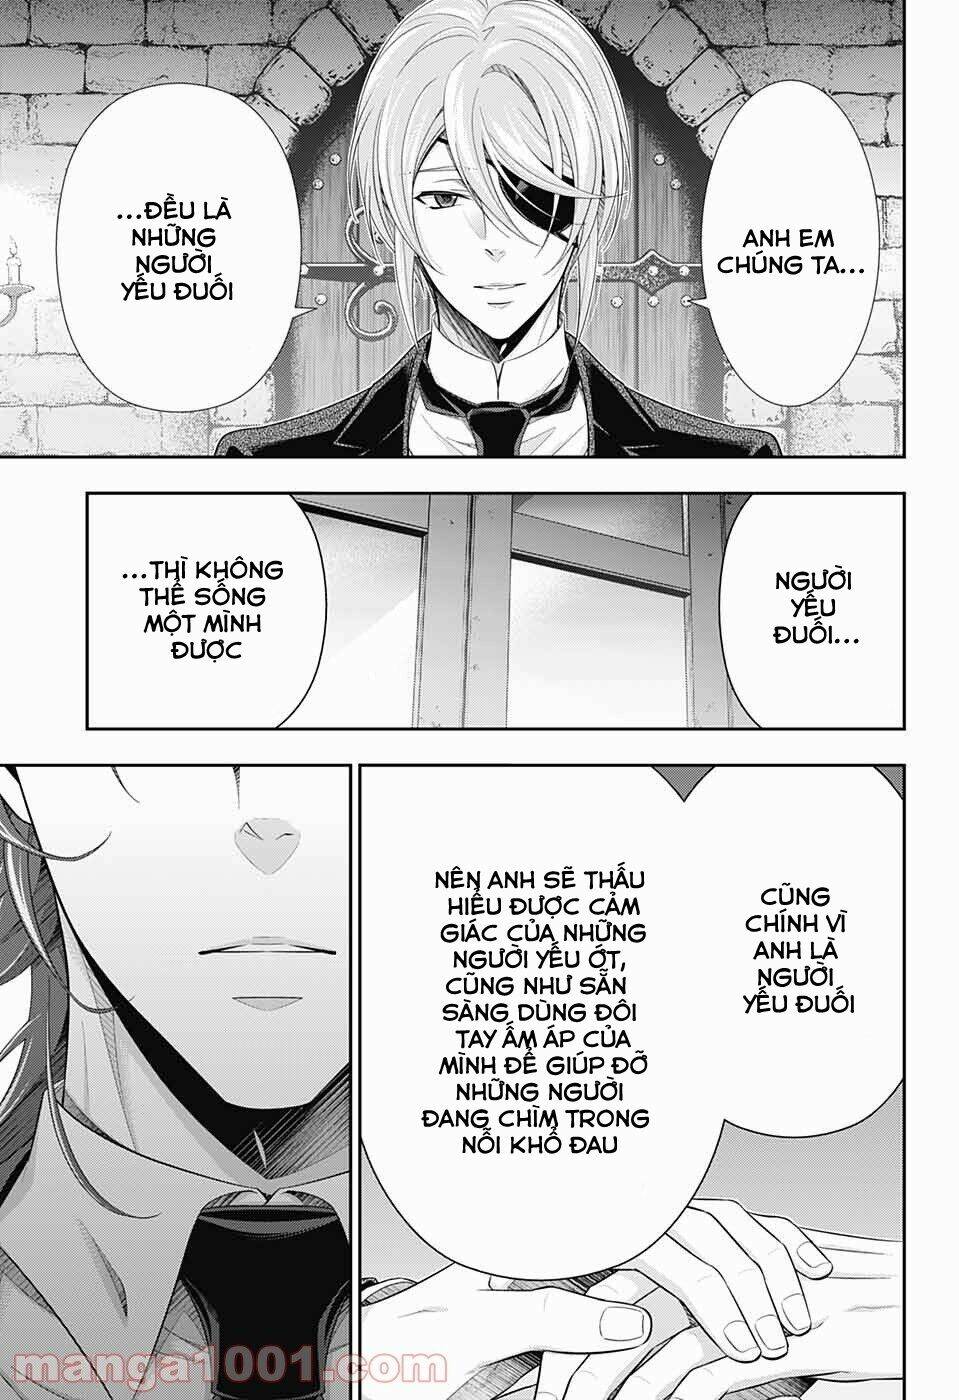 ANH EM
CHÚNG TA...
...ĐỀU LÀ
NHỮNG
NGƯỜI
YẾU ĐUỐI
NGƯỜI
YẾU
ĐUỐI...
...THÌ KHÔNG
THỂ SỐNG
MỘT MÌNH
ĐƯỢC
CŨNG
CHÍNH VÌ
ANH LÀ
NGƯỜI
YẾU ĐUỐI
NÊN ANH SẼ THẤU
HIỂU ĐƯỢC CẢM
GIÁC CỦA NHỮNG
NGƯỜI YẾU ỚT,
CŨNG NHƯ SẴN
SÀNG DÙNG ĐÔI
TAY ẤM ÁP CỦA
MÌNH ĐỂ GIÚP ĐỠ
NHỮNG NGƯỜI
ĐANG CHÌM TRONG
NỖI KHỔ ĐAU
manga1001.com